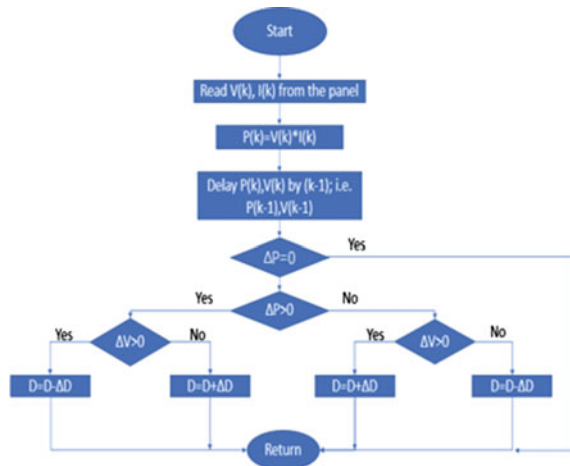 Start
Read V(k), I(k) from the panel
P(k)=V(k)*I(k)
Delay P(k),V(k) by (k-1); i.e.
P(k-1),V(k-1)
Yes
ΔP=0
Yes
No
ΔP>0
Yes
ΔV>0
No
Yes
ΔV>0
No
D=D-ΔD
D=D+ΔD
D=D+ΔD
D=D-ΔD
Return